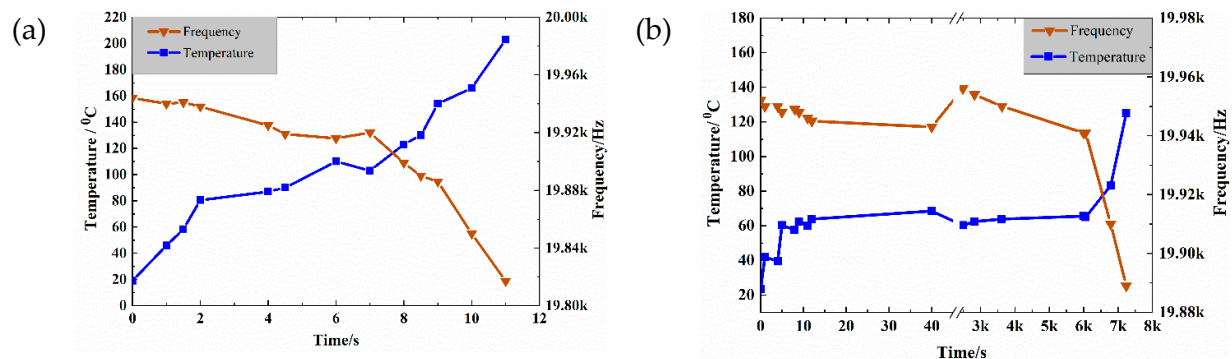 (a)
Frequency
Temperature
Temperature / ⁰C
220
200
180
160
140
120
100
80
60
40
20
0
0 2 4 6 8 10 12
Time/s
20.00k
19.96k
19.92k
19.88k
19.84k
19.80k
Frequency/Hz
(b)
Frequency
Temperature
Temperature/ ⁰C
180
160
140
120
100
80
60
40
20
0 10 20 30 40 3k 4k 5k 6k 7k 8k
Time/s
19.98k
19.96k
19.94k
19.92k
19.90k
19.88k
Frequency/Hz